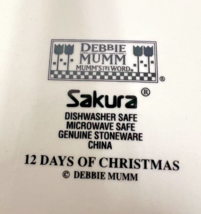 DEBBIE
MUMM
MUMM'S THE WORD
®
Sakura®
DISHWASHER SAFE
MICROWAVE SAFE
GENUINE STONEWARE
CHINA
12 DAYS OF CHRISTMAS
© DEBBIE MUMM